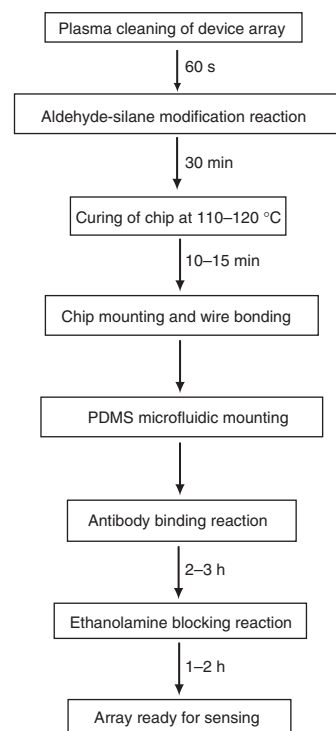 Plasma cleaning of device array
60 s
Aldehyde-silane modification reaction
30 min
Curing of chip at 110–120 °C
10–15 min
Chip mounting and wire bonding
PDMS microfluidic mounting
Antibody binding reaction
2–3 h
Ethanolamine blocking reaction
1–2 h
Array ready for sensing